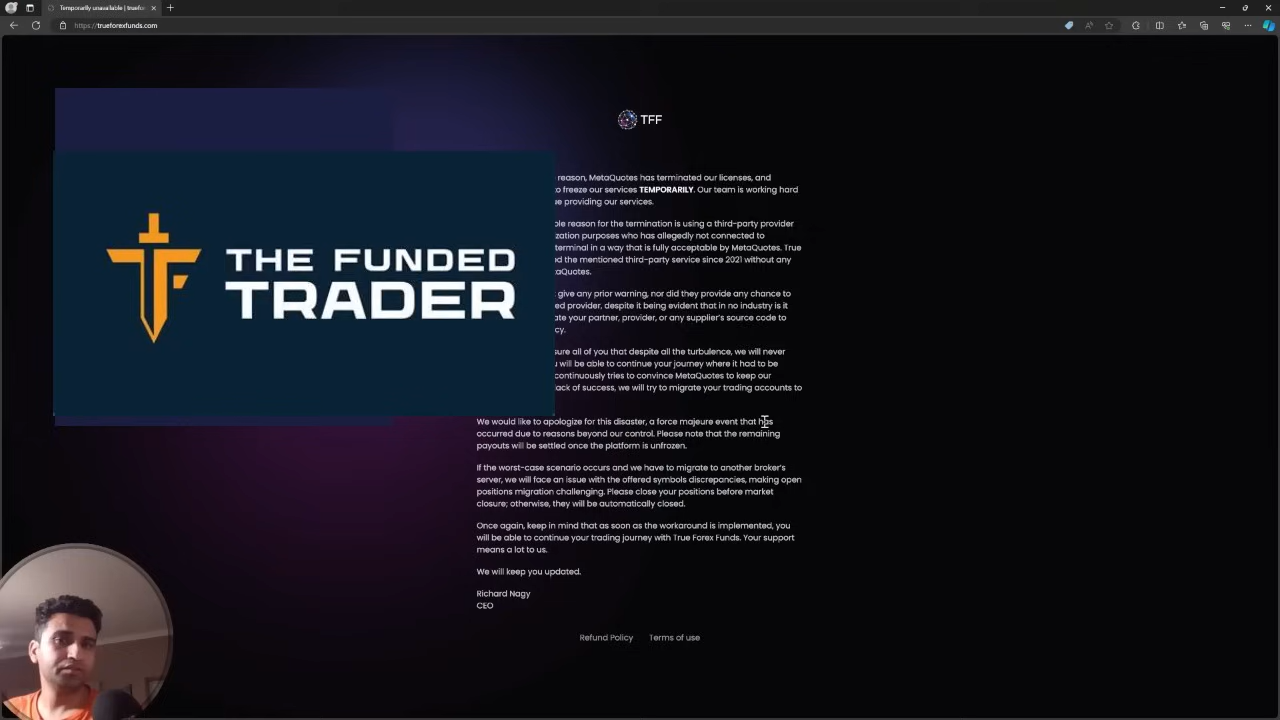 Temporarily unavailable | truefor
https://trueforexfunds.com
TFF
THE FUNDED
TRADER
reason, MetaQuotes has terminated our licenses, and
o freeze our services TEMPORARILY. Our team is working hard
e providing our services.
ble reason for the termination is using a third-party provider
ization purposes who has allegedly not connected to
terminal in a way that is fully acceptable by MetaQuotes. True
d the mentioned third-party service since 2021 without any
aQuotes.
give any prior warning, nor did they provide any chance to
ed provider, despite it being evident that in no industry is it
ate your partner, provider, or any supplier's source code to
cy.
sure all of you that despite all the turbulence, we will never
u will be able to continue your journey where it had to be
continuously tries to convince MetaQuotes to keep our
lack of success, we will try to migrate your trading accounts to
We would like to apologize for this disaster, a force majeure event that has
occurred due to reasons beyond our control. Please note that the remaining
payouts will be settled once the platform is unfrozen.
If the worst-case scenario occurs and we have to migrate to another broker's
server, we will face an issue with the offered symbols discrepancies, making open
positions migration challenging. Please close your positions before market
closure; otherwise, they will be automatically closed.
Once again, keep in mind that as soon as the workaround is implemented, you
will be able to continue your trading journey with True Forex Funds. Your support
means a lot to us.
We will keep you updated.
Richard Nagy
CEO
Refund Policy Terms of use